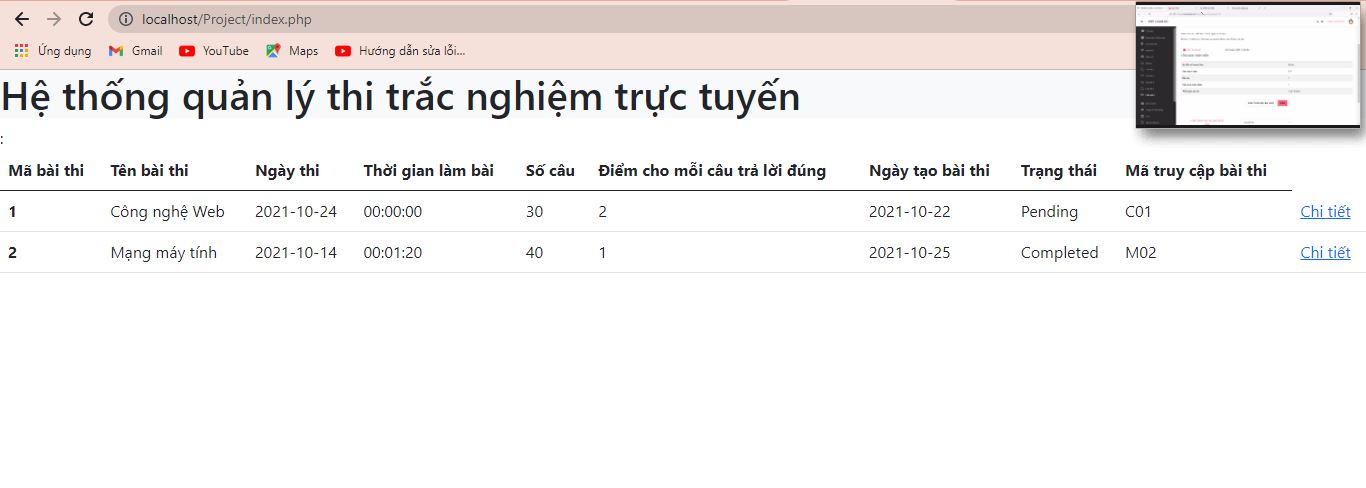 localhost/Project/index.php
Ứng dụng Gmail YouTube Maps Hướng dẫn sửa lỗi...
Hệ thống quản lý thi trắc nghiệm trực tuyến
:
Mã bài thi Tên bài thi Ngày thi Thời gian làm bài Số câu Điểm cho mỗi câu trả lời đúng Ngày tạo bài thi Trạng thái Mã truy cập bài thi
1 Công nghệ Web 2021-10-24 00:00:00 30 2 2021-10-22 Pending C01 Chi tiết
2 Mạng máy tính 2021-10-14 00:01:20 40 1 2021-10-25 Completed M02 Chi tiết